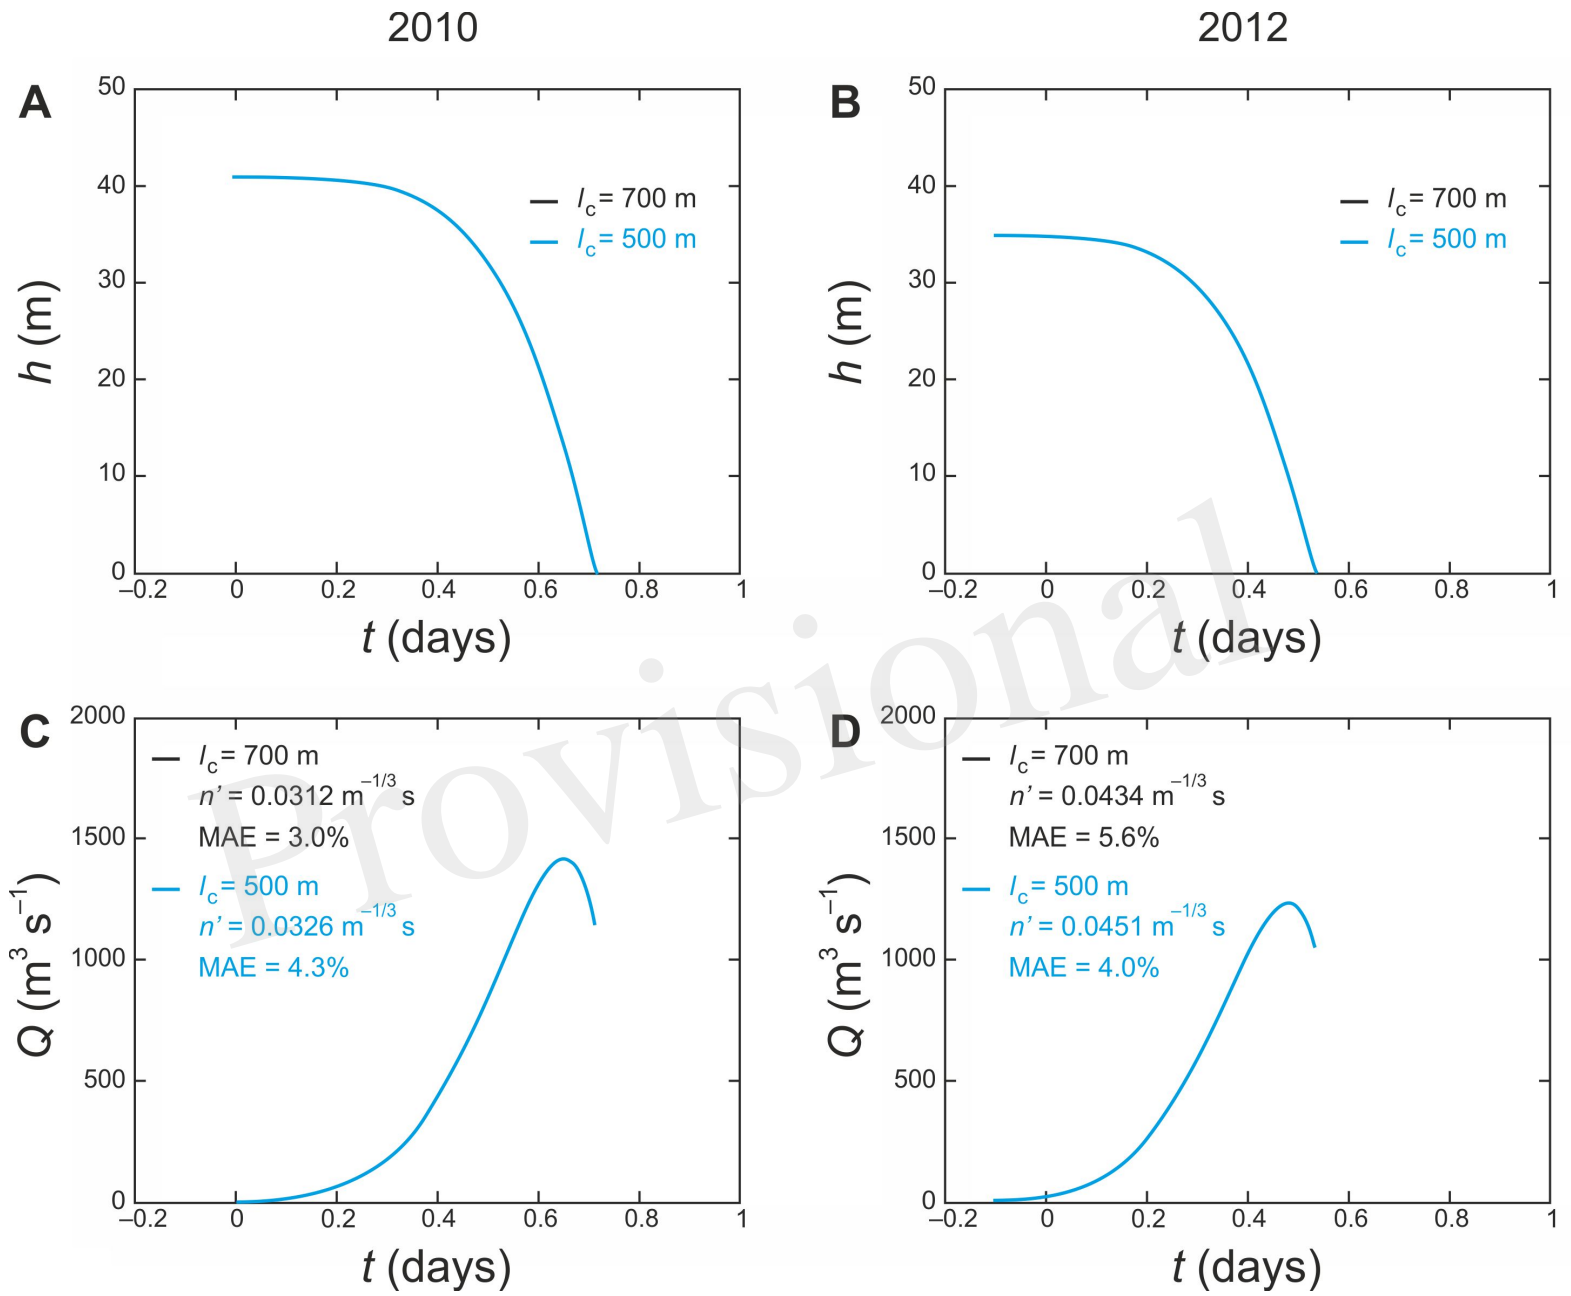 2010
2012
A
50
40
30
20
10
0
h (m)
l_c = 700 m
l_c = 500 m
–0.2 0 0.2 0.4 0.6 0.8 1
t (days)
B
50
40
30
20
10
0
h (m)
l_c = 700 m
l_c = 500 m
–0.2 0 0.2 0.4 0.6 0.8 1
t (days)
C
2000
1500
1000
500
0
Q (m³ s⁻¹)
l_c = 700 m
n’ = 0.0312 m^–1/3 s
MAE = 3.0%
l_c = 500 m
n’ = 0.0326 m^–1/3 s
MAE = 4.3%
–0.2 0 0.2 0.4 0.6 0.8 1
t (days)
D
2000
1500
1000
500
0
Q (m³ s⁻¹)
l_c = 700 m
n’ = 0.0434 m^–1/3 s
MAE = 5.6%
l_c = 500 m
n’ = 0.0451 m^–1/3 s
MAE = 4.0%
–0.2 0 0.2 0.4 0.6 0.8 1
t (days)
Provisional